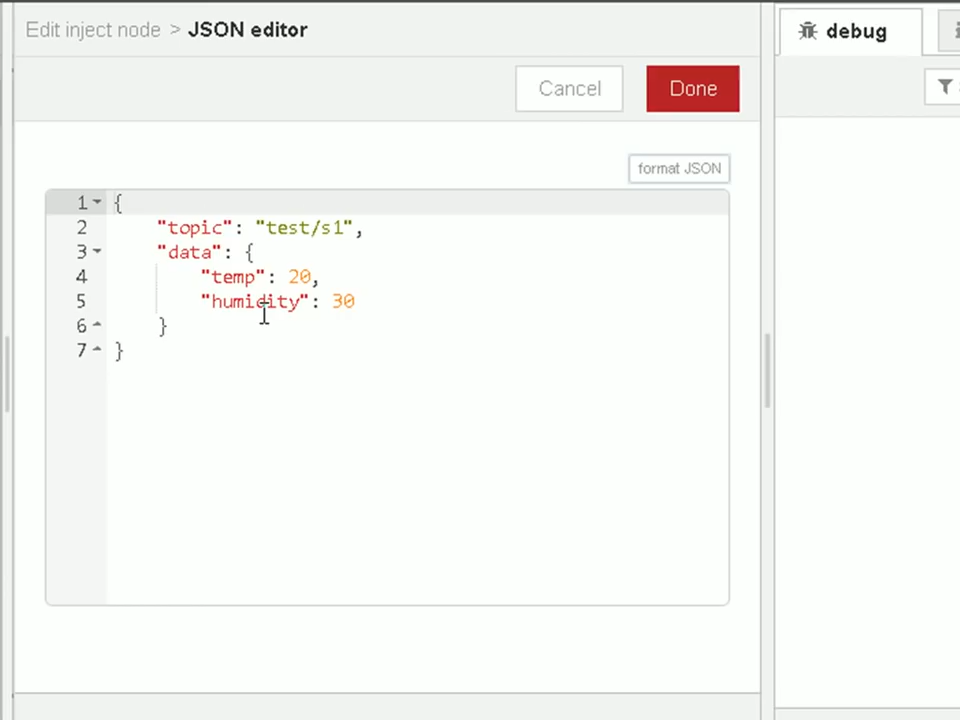 Edit inject node > JSON editor
debug
Cancel
Done
format JSON
1 {
2 "topic": "test/s1",
3 "data": {
4 "temp": 20,
5 "humidity": 30
6 }
7 }